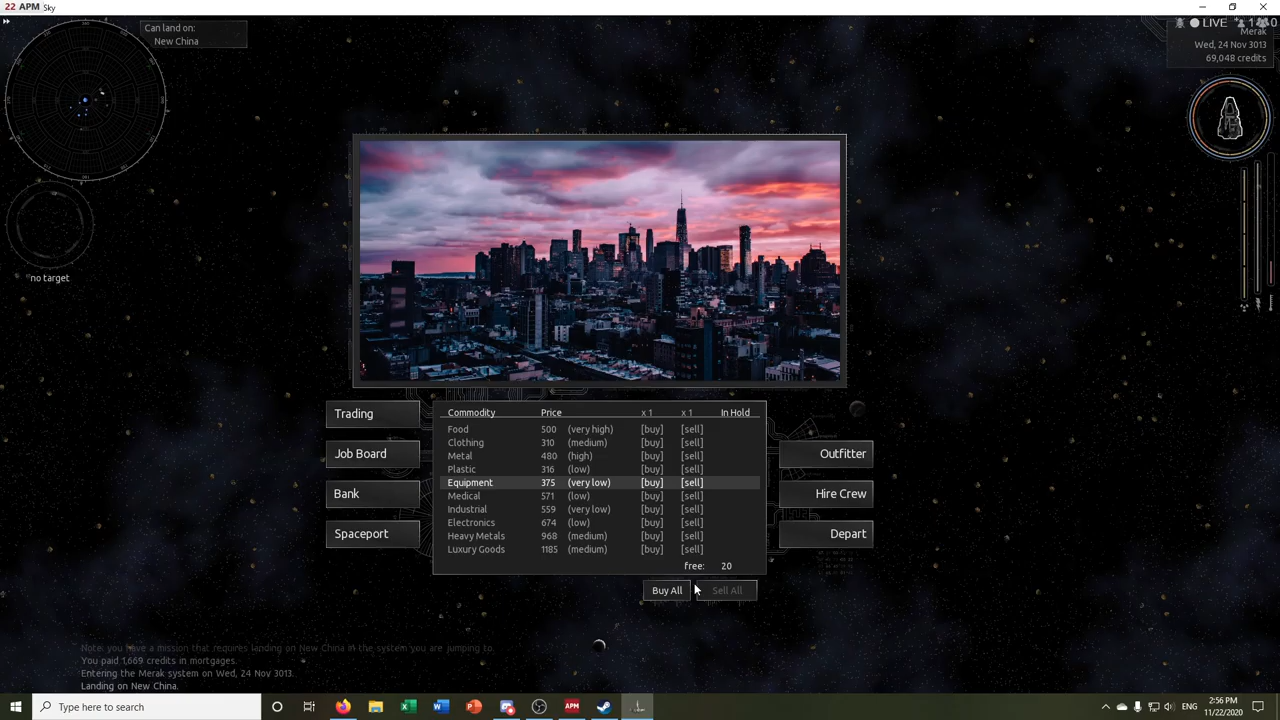 22 APM Sky
Can land on:
New China
LIVE
Merak
Wed, 24 Nov 3013
69,048 credits
no target
Trading
Job Board
Bank
Spaceport
Commodity Price x 1 x 1 In Hold
Food 500 (very high) [buy] [sell]
Clothing 310 (medium) [buy] [sell]
Metal 480 (high) [buy] [sell]
Plastic 316 (low) [buy] [sell]
Equipment 375 (very low) [buy] [sell]
Medical 571 (low) [buy] [sell]
Industrial 559 (very low) [buy] [sell]
Electronics 674 (low) [buy] [sell]
Heavy Metals 968 (medium) [buy] [sell]
Luxury Goods 1185 (medium) [buy] [sell]
free: 20
Buy All Sell All
Outfitter
Hire Crew
Depart
Note: you have a mission that requires landing on New China in the system you are jumping to.
You paid 1,669 credits in mortgages.
Entering the Merak system on Wed, 24 Nov 3013.
Landing on New China.
Type here to search
APM
2:56 PM
11/22/2020